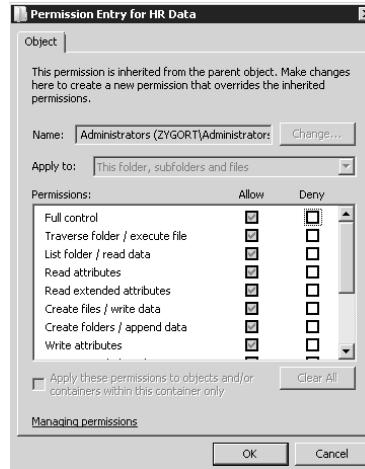 Permission Entry for HR Data
Object
This permission is inherited from the parent object. Make changes
here to create a new permission that overrides the inherited
permissions.
Name: Administrators (ZYGORT\Administrators Change...
Apply to: This folder, subfolders and files
Permissions: Allow Deny
Full control
Traverse folder / execute file
List folder / read data
Read attributes
Read extended attributes
Create files / write data
Create folders / append data
Write attributes
Apply these permissions to objects and/or Clear All
containers within this container only
Managing permissions
OK Cancel